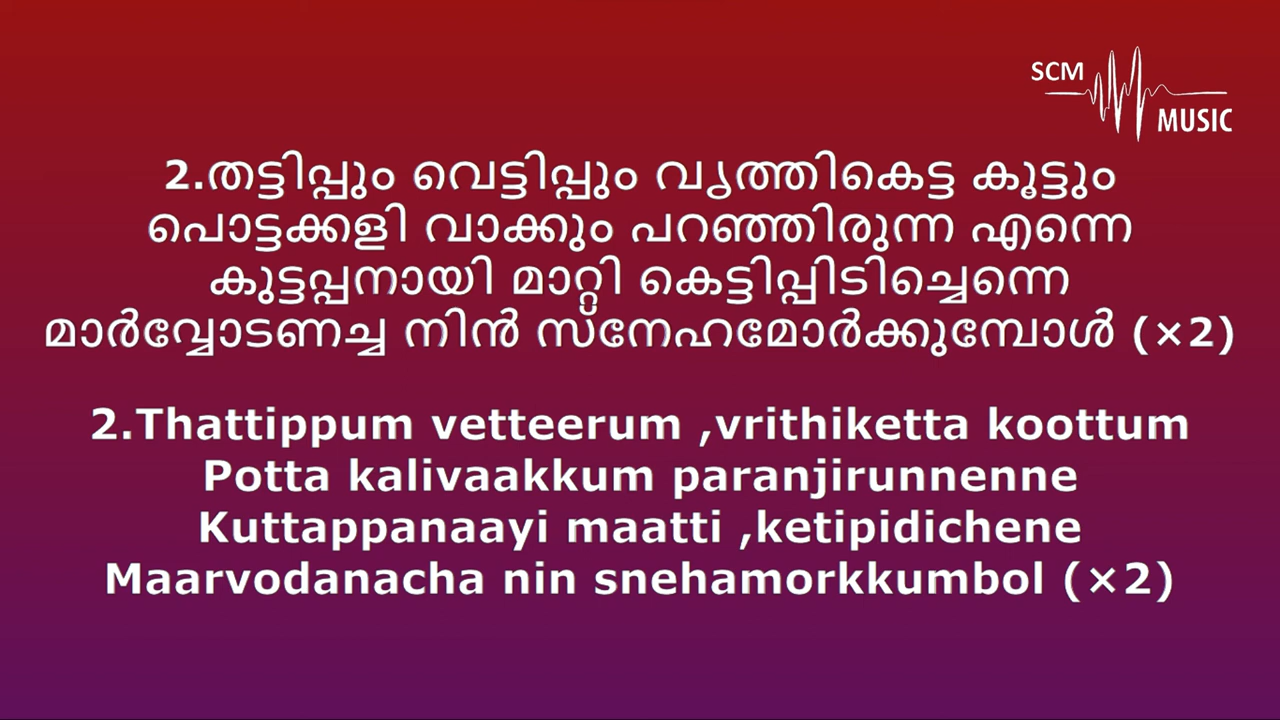 SCM
MUSIC
2.തട്ടിപ്പും വെട്ടിപ്പും വൃത്തികെട്ട കൂട്ടും
പൊട്ടക്കളി വാക്കും പറഞ്ഞിരുന്ന എന്നെ
കുട്ടപ്പനായി മാറ്റി കെട്ടിപ്പിടിച്ചെന്നെ
മാർവ്വോടണച്ച നിൻ സ്നേഹമോർക്കുമ്പോൾ (×2)
2.Thattippum vetteerum ,vrithiketta koottum
Potta kalivaakkum paranjirunnenne
Kuttappanaayi maatti ,ketipidichene
Maarvodanacha nin snehamorkkumbol (×2)